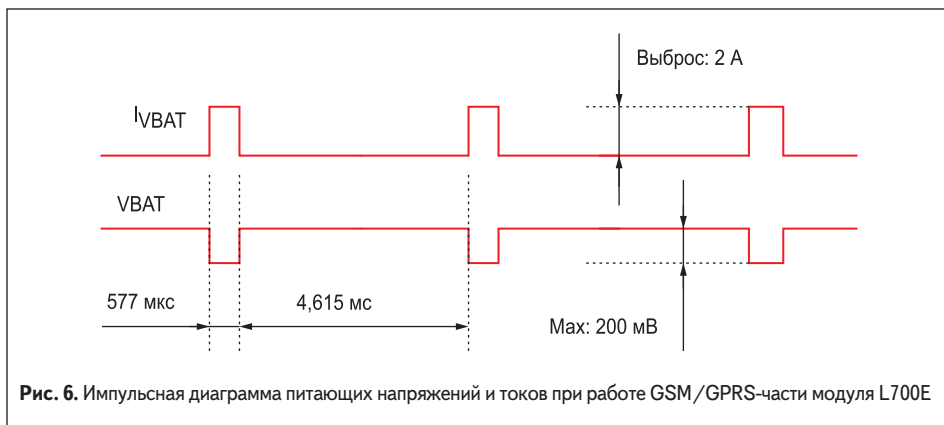 Выброс: 2 А
IVBAT
VBAT
577 мкс
4,615 мс
Max: 200 мВ
Рис. 6. Импульсная диаграмма питающих напряжений и токов при работе GSM/GPRS-части модуля L700E